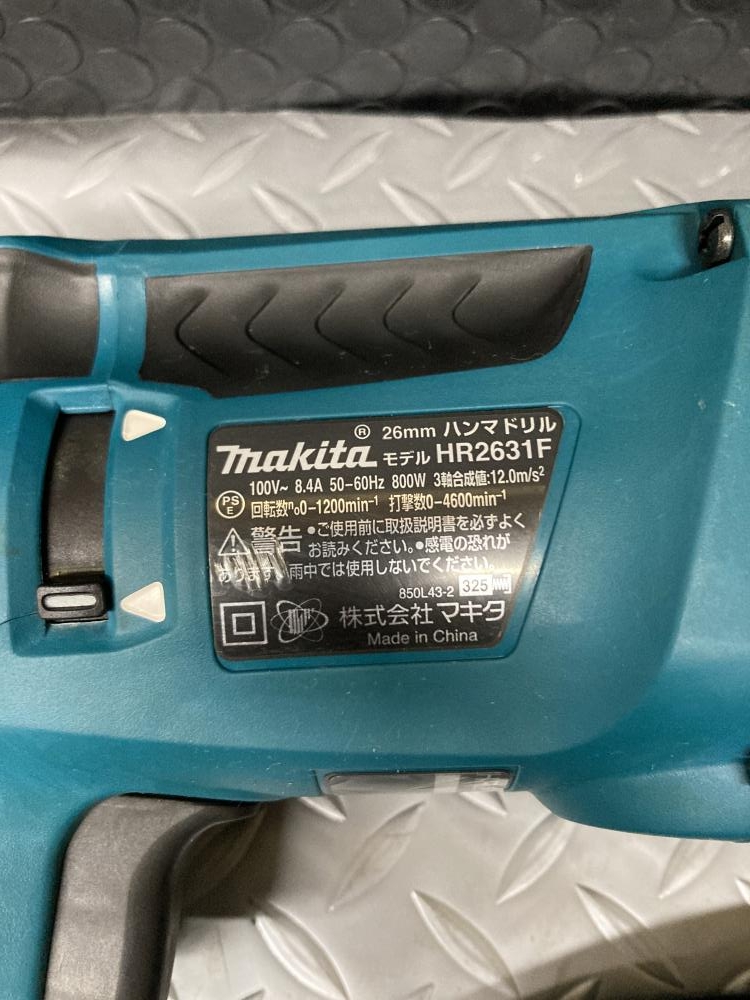 ® 26mm ハンマドリル
makita モデル HR2631F
100V~ 8.4A 50-60Hz 800W 3軸合成値:12.0m/s²
PS E 回転数n₀0-1200min⁻¹ 打撃数0-4600min⁻¹
警告 •ご使用前に取扱説明書を必ずよく
お読みください。•感電の恐れが
あります。雨中では使用しないでください。
850L43-2 325
株式会社 マキタ
Made in China